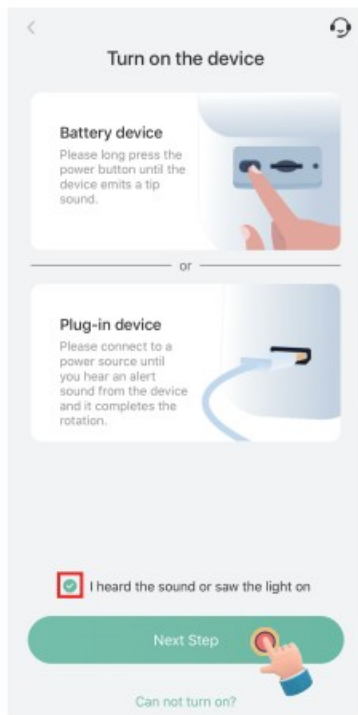 Turn on the device
Battery device
Please long press the
power button until the
device emits a tip
sound.
or
Plug-in device
Please connect to a
power source until
you hear an alert
sound from the device
and it completes the
rotation.
I heard the sound or saw the light on
Next Step
Can not turn on?